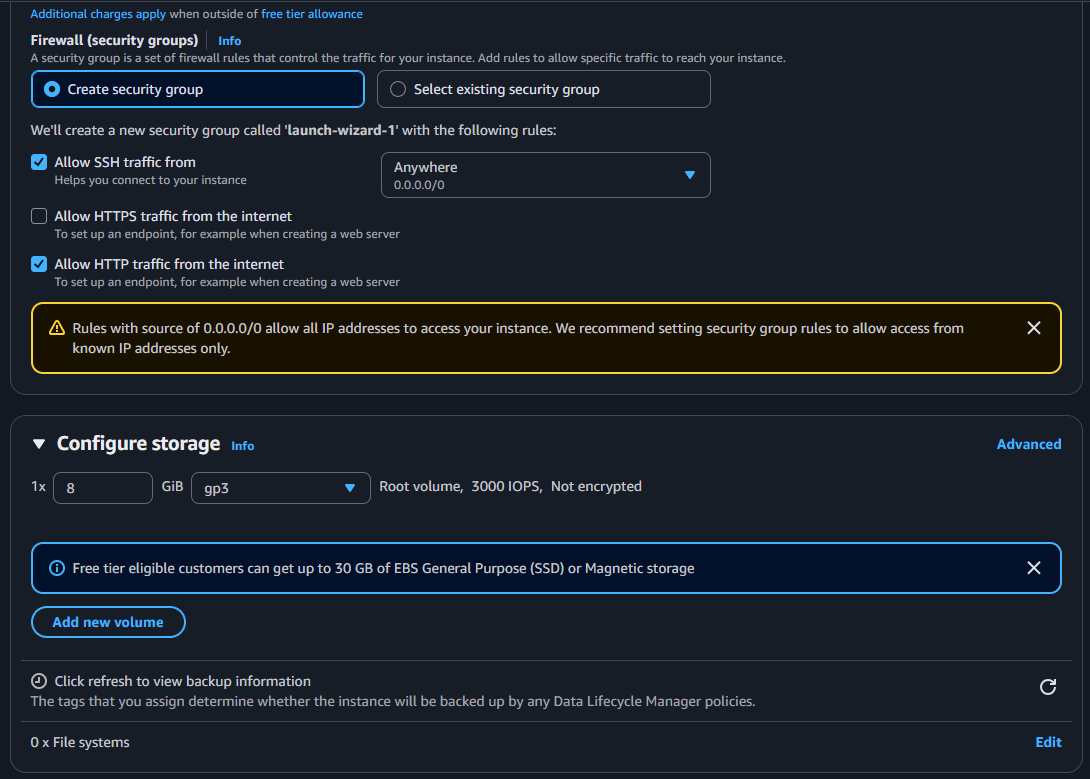 Additional charges apply when outside of free tier allowance
Firewall (security groups) Info
A security group is a set of firewall rules that control the traffic for your instance. Add rules to allow specific traffic to reach your instance.
Create security group
Select existing security group
We'll create a new security group called 'launch-wizard-1' with the following rules:
Allow SSH traffic from
Helps you connect to your instance
Anywhere
0.0.0.0/0
Allow HTTPS traffic from the internet
To set up an endpoint, for example when creating a web server
Allow HTTP traffic from the internet
To set up an endpoint, for example when creating a web server
Rules with source of 0.0.0.0/0 allow all IP addresses to access your instance. We recommend setting security group rules to allow access from
known IP addresses only.
Configure storage Info
Advanced
1x 8 GiB gp3 Root volume, 3000 IOPS, Not encrypted
Free tier eligible customers can get up to 30 GB of EBS General Purpose (SSD) or Magnetic storage
Add new volume
Click refresh to view backup information
The tags that you assign determine whether the instance will be backed up by any Data Lifecycle Manager policies.
0 x File systems
Edit